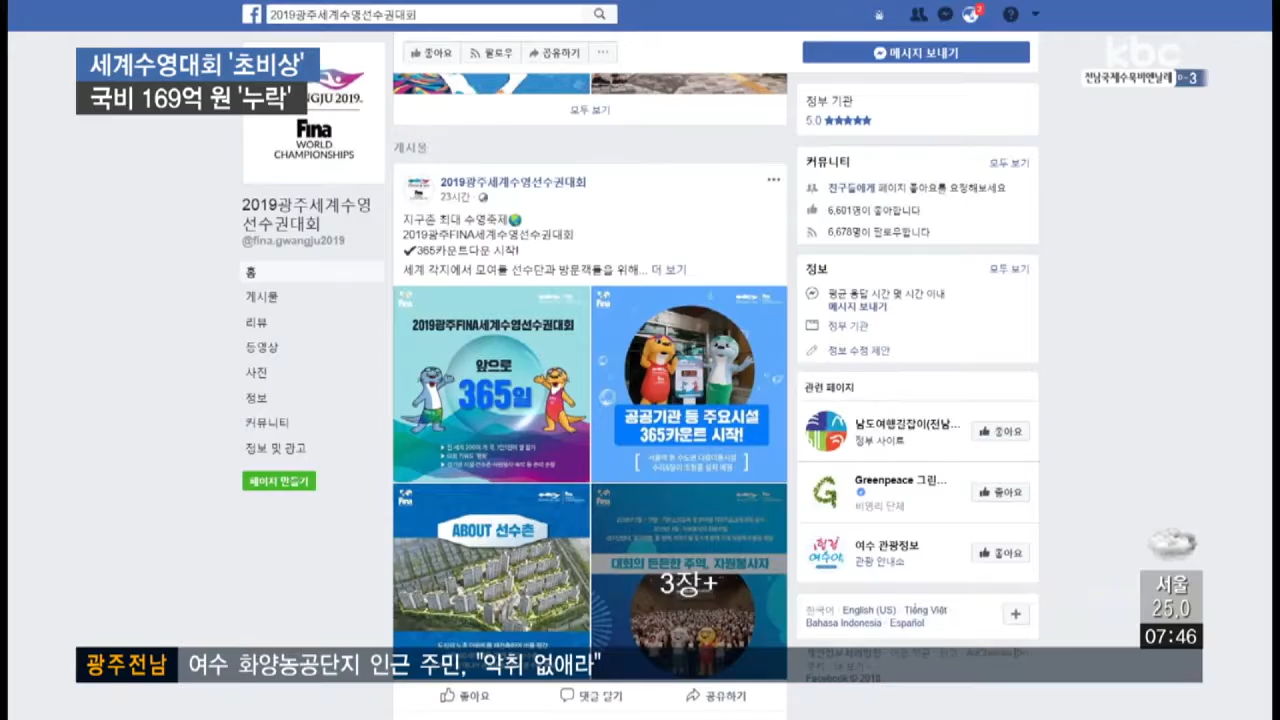 2019광주세계수영선수권대회
2
세계수영대회 '초비상'
국비 169억 원 '누락'
kbc
전남국제수묵비엔날레 D-3
GWANGJU 2019.
Fina
WORLD
CHAMPIONSHIPS
2019광주세계수영
선수권대회
@fina.gwangju2019
홈
게시물
리뷰
동영상
사진
정보
커뮤니티
정보 및 광고
페이지 만들기
좋아요
팔로우
공유하기
모두 보기
게시물
2019광주세계수영선수권대회
23시간
지구촌 최대 수영축제
2019광주FINA세계수영선수권대회
✔365카운트다운 시작!
세계 각지에서 모여들 선수단과 방문객들을 위해... 더 보기
2019광주FINA세계수영선수권대회
앞으로
365일
공공기관 등 주요시설
365카운트 시작!
ABOUT 선수촌
대회의 든든한 주역, 자원봉사자
3장+
좋아요
댓글 달기
공유하기
메시지 보내기
정부 기관
5.0 ★★★★★
커뮤니티
모두 보기
친구들에게 페이지 좋아요를 요청해보세요
6,601명이 좋아합니다
6,678명이 팔로우합니다
정보
모두 보기
평균 응답 시간 몇 시간 이내
메시지 보내기
정부 기관
정보 수정 제안
관련 페이지
남도여행길잡이(전남...
정부 사이트
좋아요
Greenpeace 그린...
비영리 단체
좋아요
여수 관광정보
관광 안내소
좋아요
한국어 · English (US) · Tiếng Việt
Bahasa Indonesia · Español
서울
25.0
07:46
광주전남 여수 화양농공단지 인근 주민, "악취 없애라"